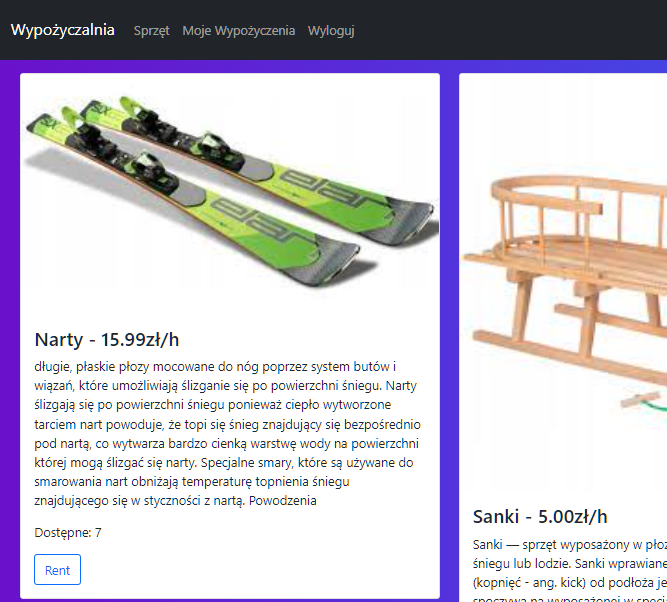 Wypożyczalnia Sprzęt Moje Wypożyczenia Wyloguj
elan
elan
Narty - 15.99zł/h
długie, płaskie płozy mocowane do nóg poprzez system butów i
wiązań, które umożliwiają ślizganie się po powierzchni śniegu. Narty
ślizgają się po powierzchni śniegu ponieważ ciepło wytworzone
tarciem nart powoduje, że topi się śnieg znajdujący się bezpośrednio
pod nartą, co wytwarza bardzo cienką warstwę wody na powierzchni
której mogą ślizgać się narty. Specjalne smary, które są używane do
smarowania nart obniżają temperaturę topnienia śniegu
znajdującego się w styczności z nartą. Powodzenia
Dostępne: 7
Rent
Sanki - 5.00zł/h
Sanki — sprzęt wyposażony w płoz
śniegu lub lodzie. Sanki wprawiane
(kopnięć - ang. kick) od podłoża je